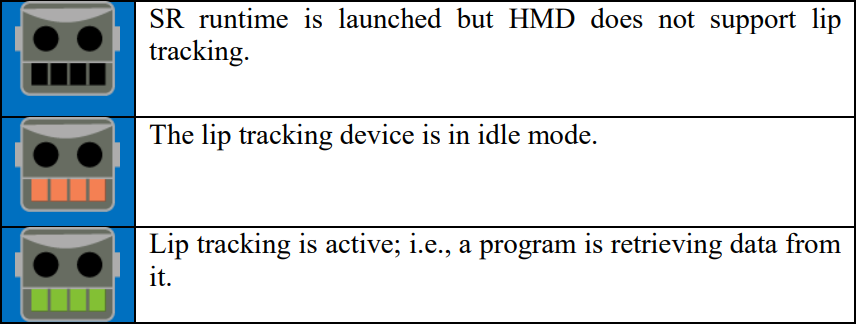 SR runtime is launched but HMD does not support lip
tracking.
The lip tracking device is in idle mode.
Lip tracking is active; i.e., a program is retrieving data from
it.